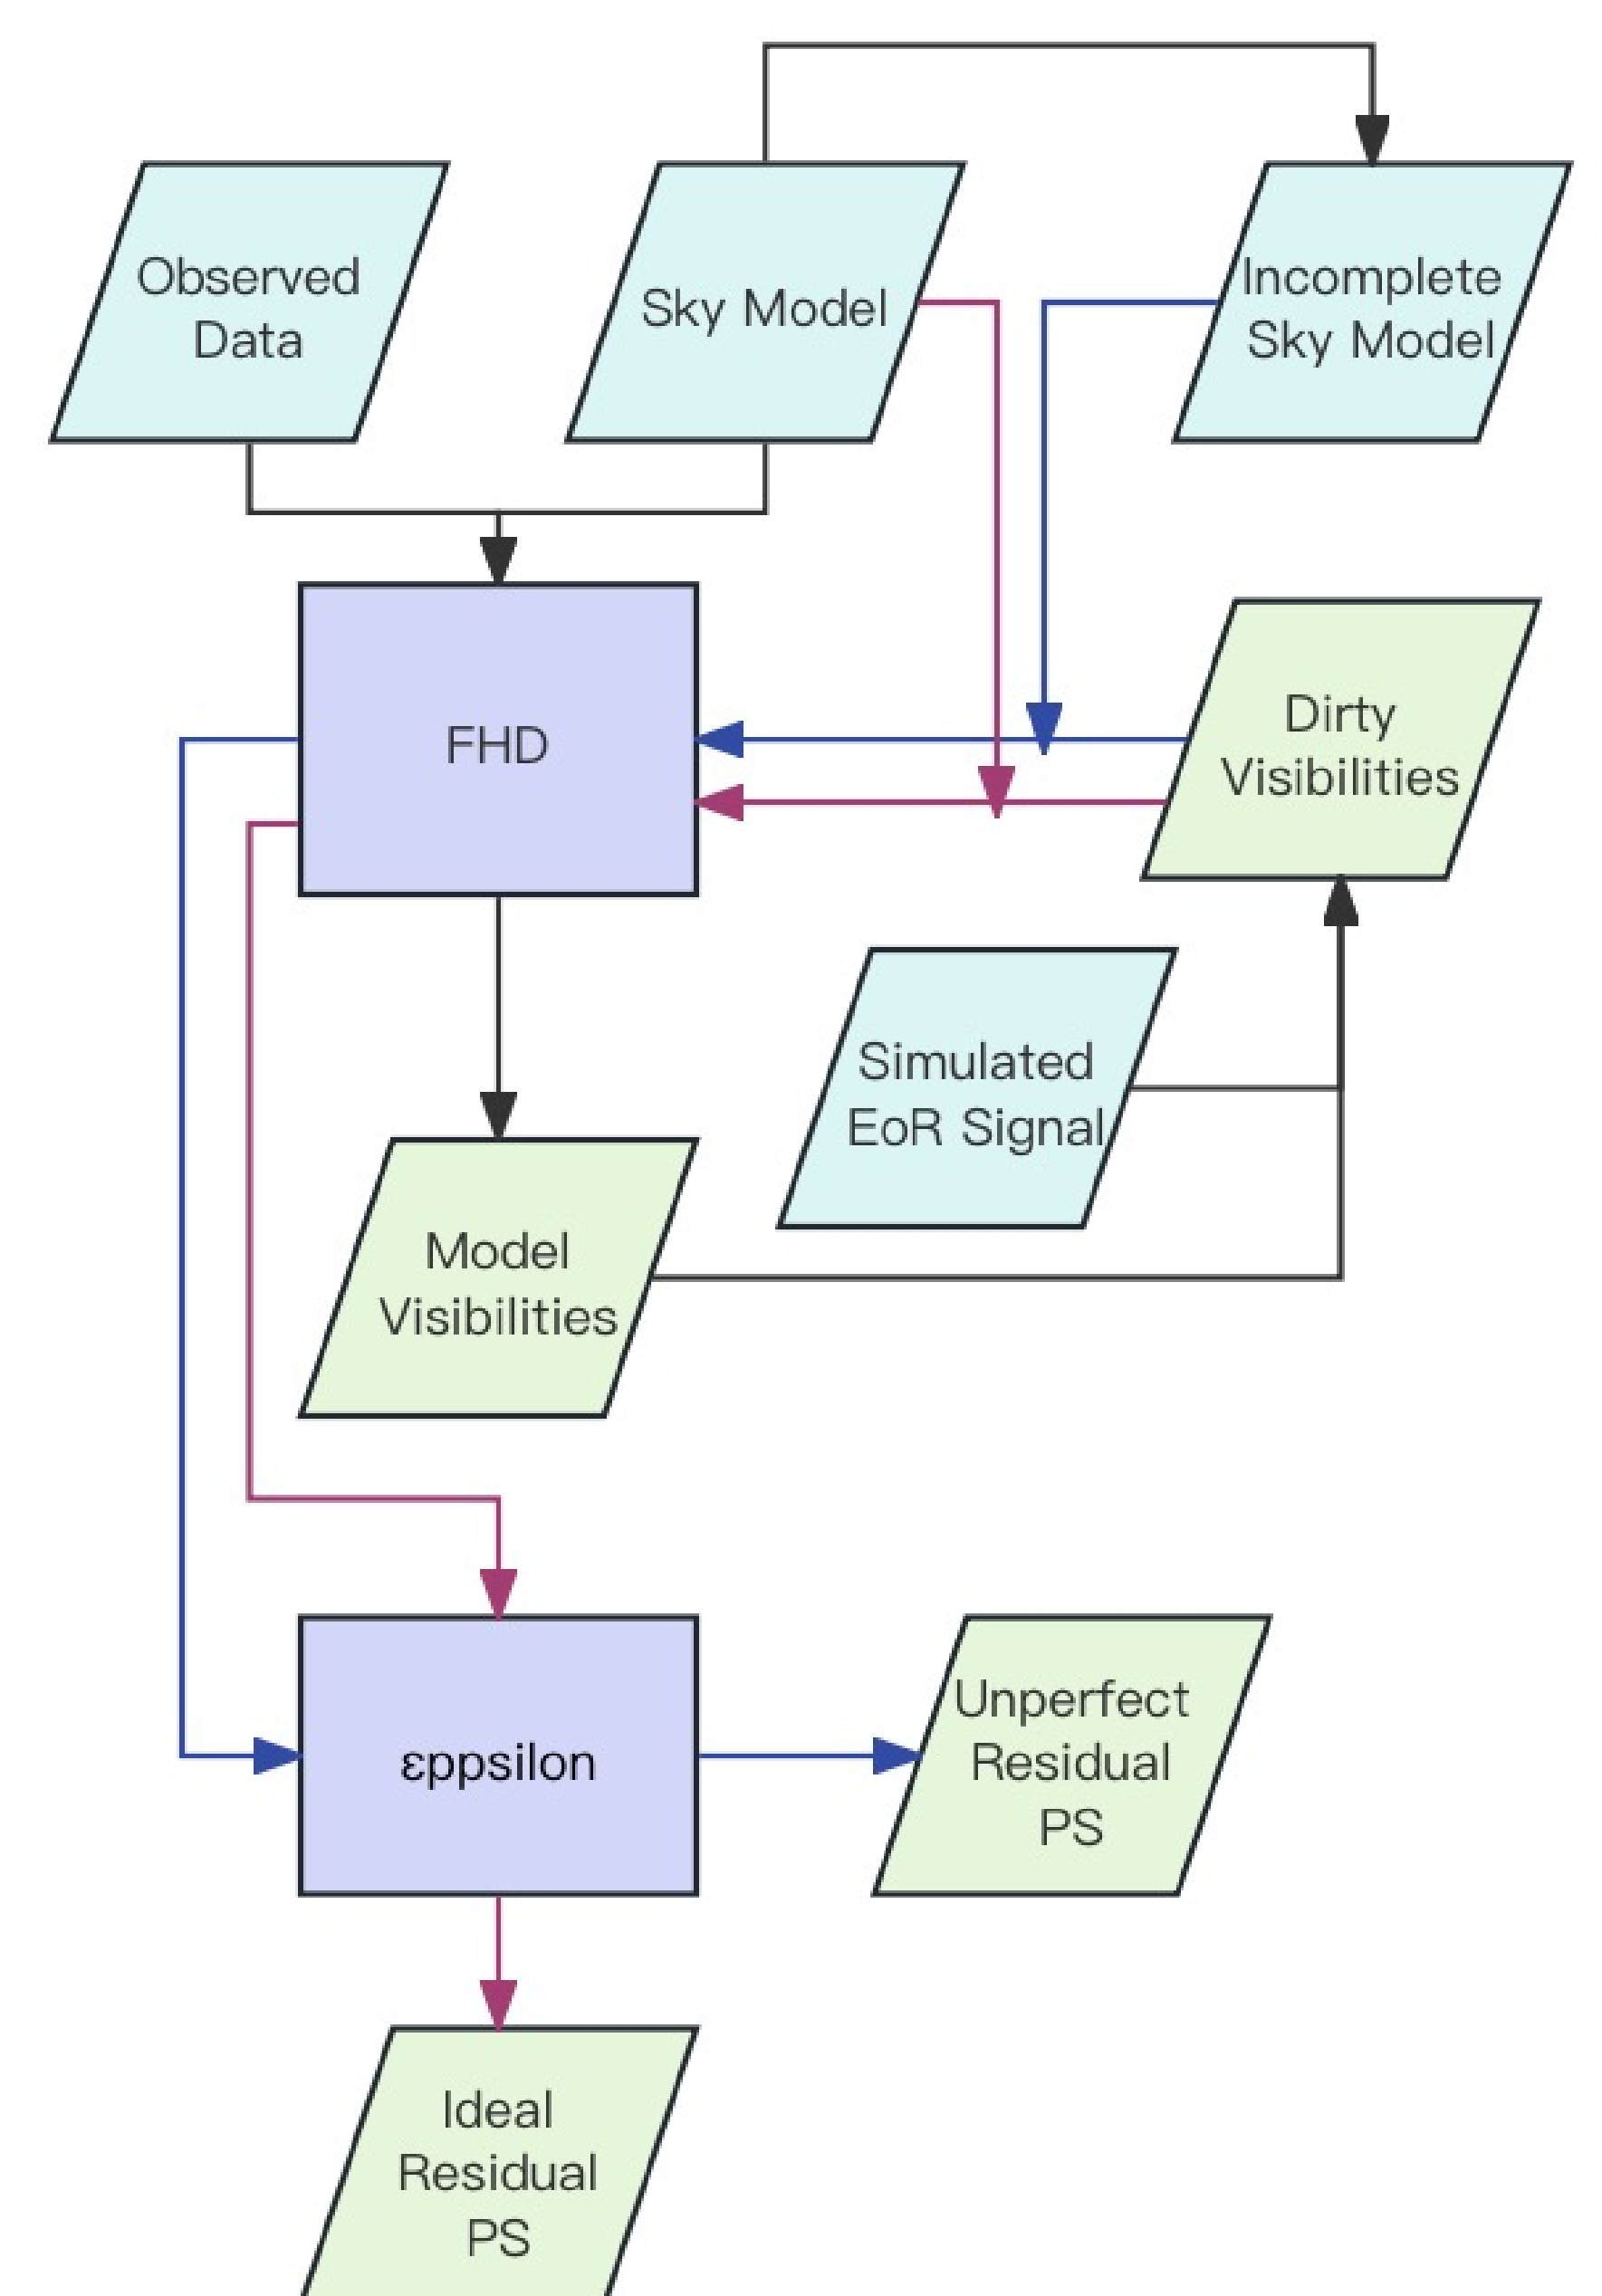 Observed
Data
Sky Model
Incomplete
Sky Model
FHD
Dirty
Visibilities
Simulated
EoR Signal
Model
Visibilities
εppsilon
Unperfect
Residual
PS
Ideal
Residual
PS